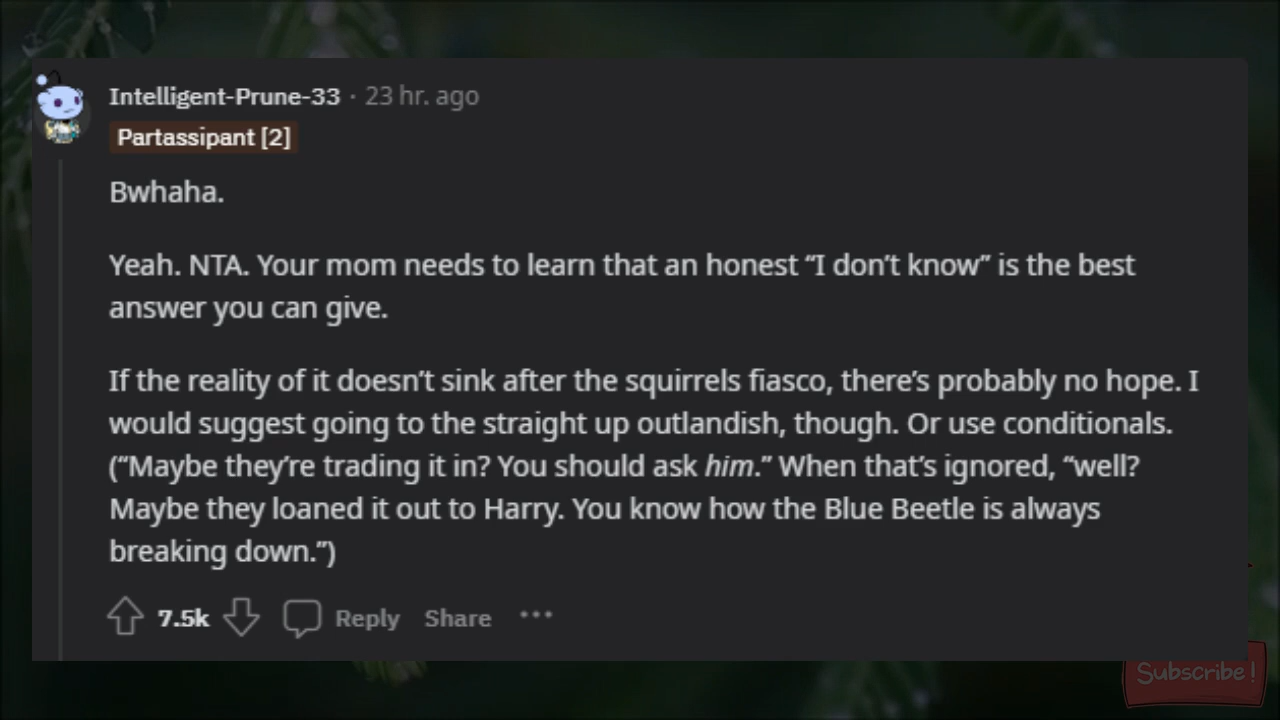 Intelligent-Prune-33 · 23 hr. ago
Partassipant [2]
Bwhaha.
Yeah. NTA. Your mom needs to learn that an honest “I don’t know” is the best
answer you can give.
If the reality of it doesn’t sink after the squirrels fiasco, there’s probably no hope. I
would suggest going to the straight up outlandish, though. Or use conditionals.
(“Maybe they’re trading it in? You should ask him.” When that’s ignored, “well?
Maybe they loaned it out to Harry. You know how the Blue Beetle is always
breaking down.”)
7.5k Reply Share ···
Subscribe!